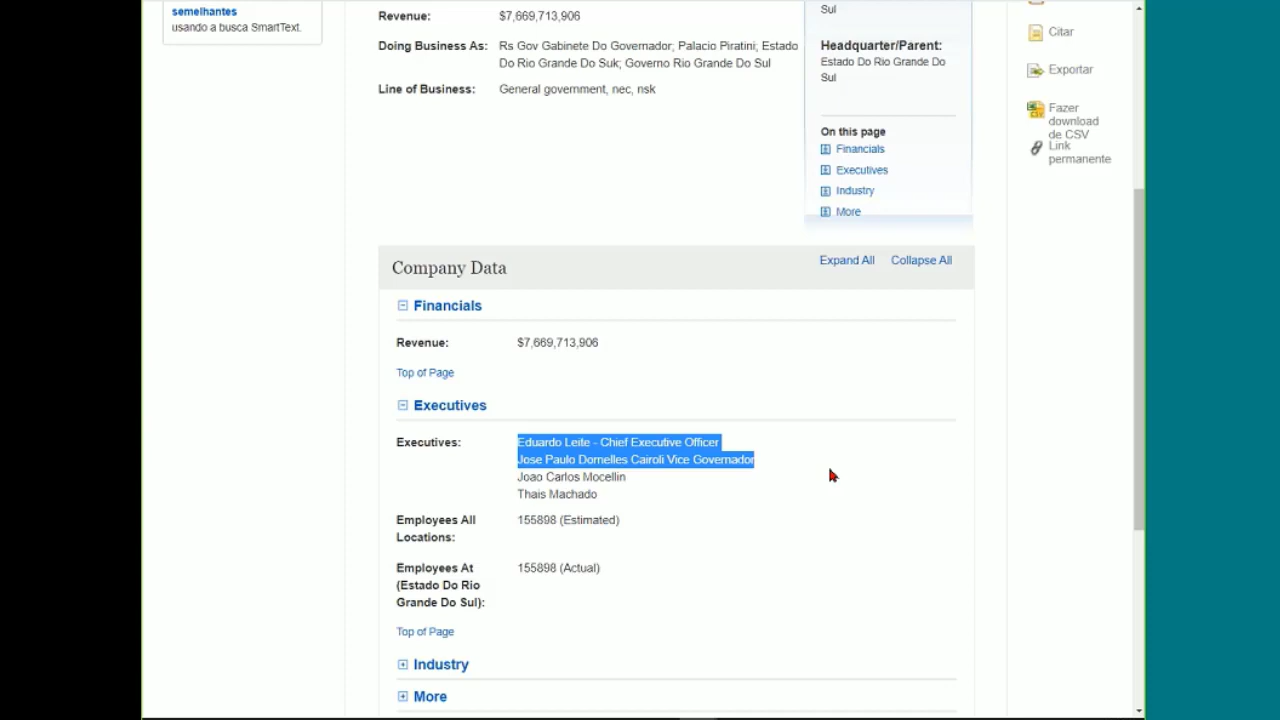 semelhantes
usando a busca SmartText.
Revenue: $7,669,713,906
Doing Business As: Rs Gov Gabinete Do Governador; Palacio Piratini; Estado
Do Rio Grande Do Suk; Governo Rio Grande Do Sul
Line of Business: General government, nec, nsk
Sul
Headquarter/Parent:
Estado Do Rio Grande Do
Sul
On this page
Financials
Executives
Industry
More
Citar
Exportar
Fazer
download
de CSV
Link
permanente
Company Data
Expand All Collapse All
Financials
Revenue: $7,669,713,906
Top of Page
Executives
Executives: Eduardo Leite - Chief Executive Officer
Jose Paulo Dornelles Cairoli Vice Governador
Joao Carlos Mocellin
Thais Machado
Employees All
Locations:
155898 (Estimated)
Employees At
(Estado Do Rio
Grande Do Sul):
155898 (Actual)
Top of Page
Industry
More